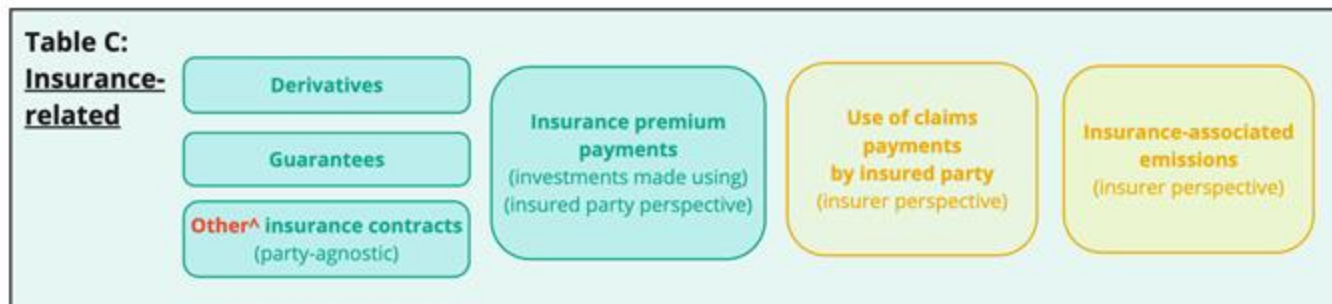 Table C:
Insurance-
related
Derivatives
Guarantees
Other^ insurance contracts
(party-agnostic)
Insurance premium
payments
(investments made using)
(insured party perspective)
Use of claims
payments
by insured party
(insurer perspective)
Insurance-associated
emissions
(insurer perspective)